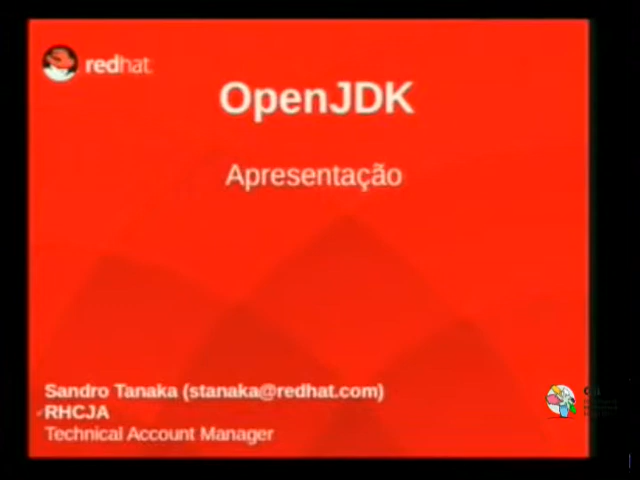 redhat.
OpenJDK
Apresentação
Sandro Tanaka (stanaka@redhat.com)
RHCJA
Technical Account Manager